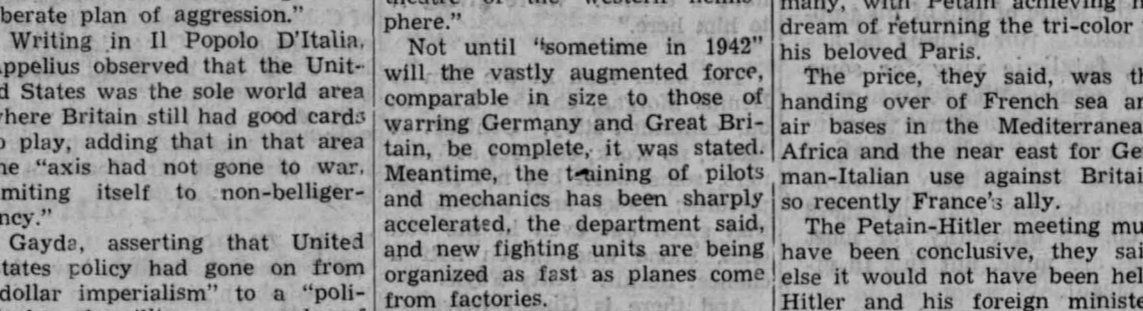 berate plan of aggression."
Writing in Il Popolo D'Italia,
ppelius observed that the Unit-
d States was the sole world area
here Britain still had good cards
play, adding that in that area
"axis had not gone to war,
miting itself to non-belliger-
ncy."
Gayda, asserting that United
tates policy had gone on from
dollar imperialism" to a "poli-
phere."
Not until "sometime in 1942"
will the vastly augmented force,
comparable in size to those of
warring Germany and Great Bri-
tain, be complete, it was stated.
Meantime, the training of pilots
and mechanics has been sharply
accelerated, the department said,
and new fighting units are being
organized as fast as planes come
from factories.
many, with Petain achieving
dream of returning the tri-color
his beloved Paris.
The price, they said, was th
handing over of French sea an
air bases in the Mediterranea
Africa and the near east for Ge
man-Italian use against Britai
so recently France's ally.
The Petain-Hitler meeting mu
have been conclusive, they sai
else it would not have been hel
Hitler and his foreign ministe